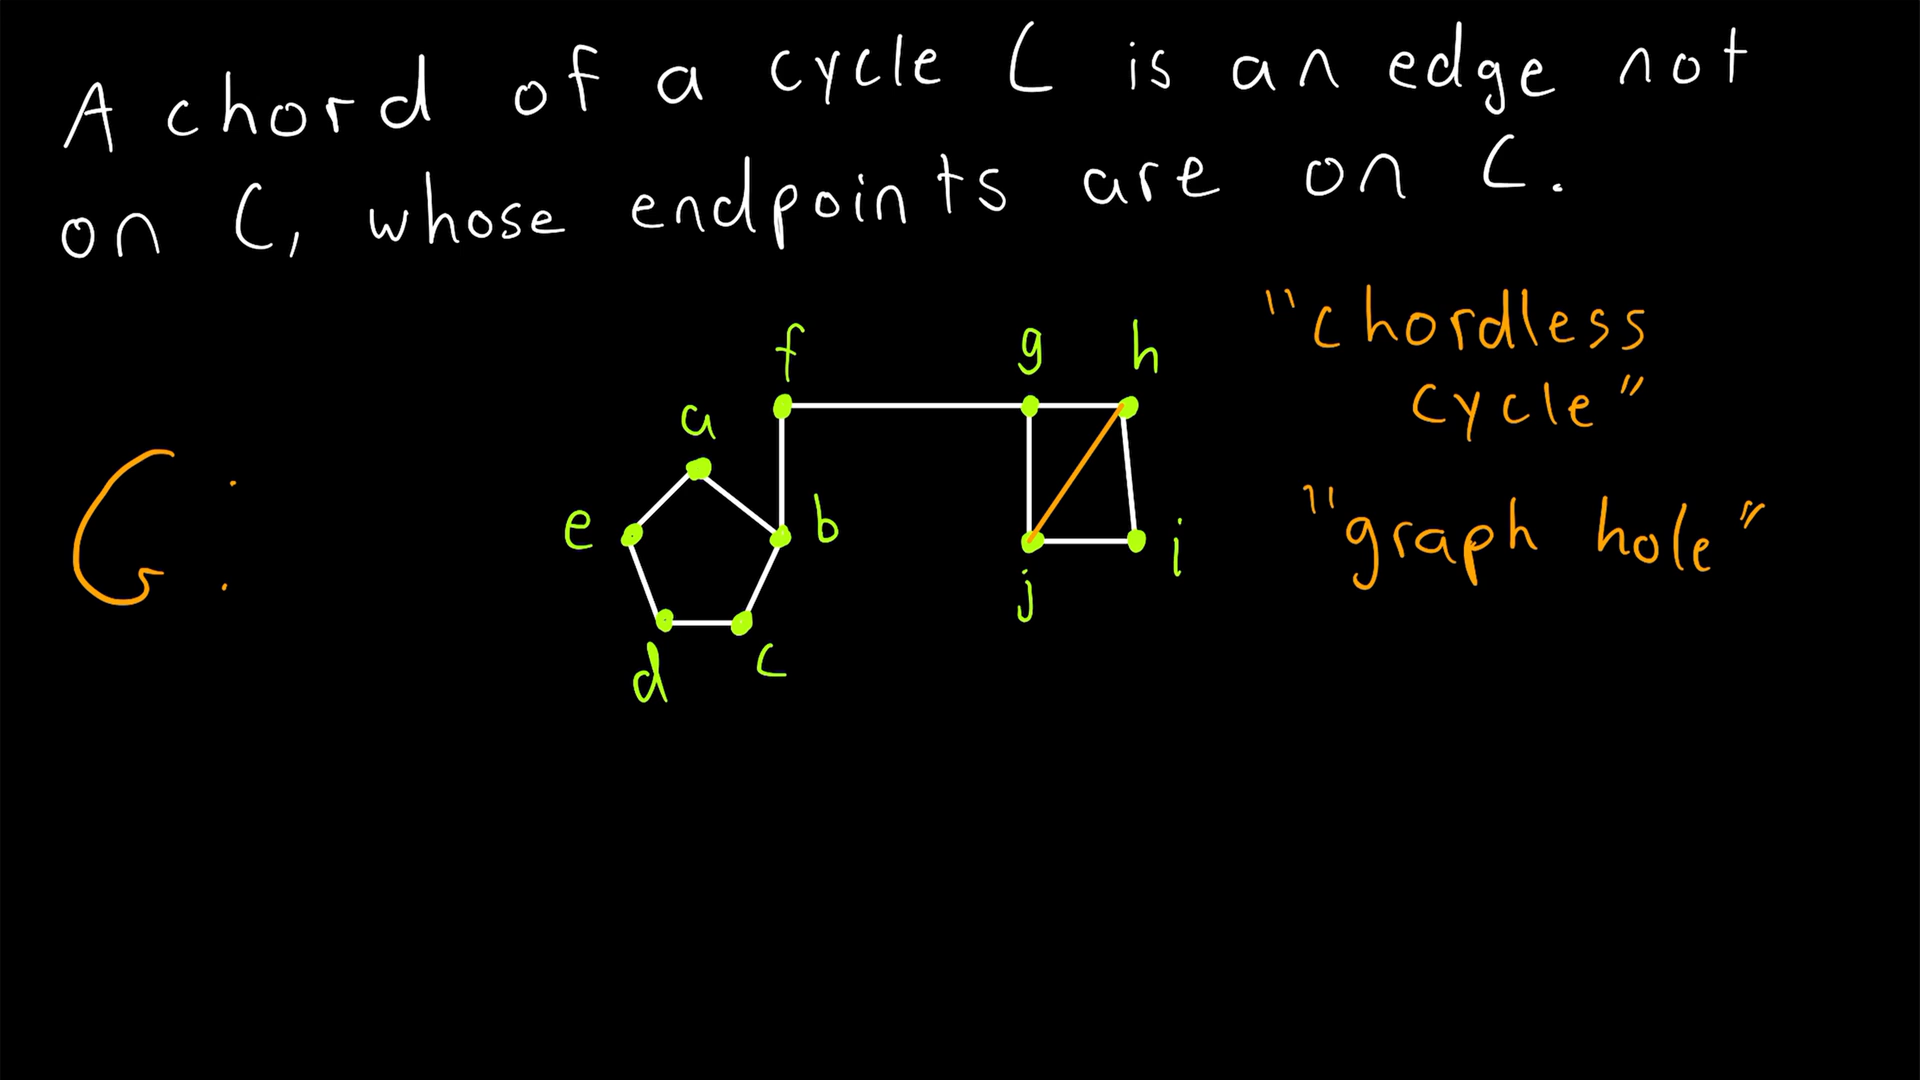 A chord of a cycle C is an edge not
on C, whose endpoints are on C.
"chordless
cycle"
f
g
h
a
G:
e
b
"graph hole"
j
i
d
c